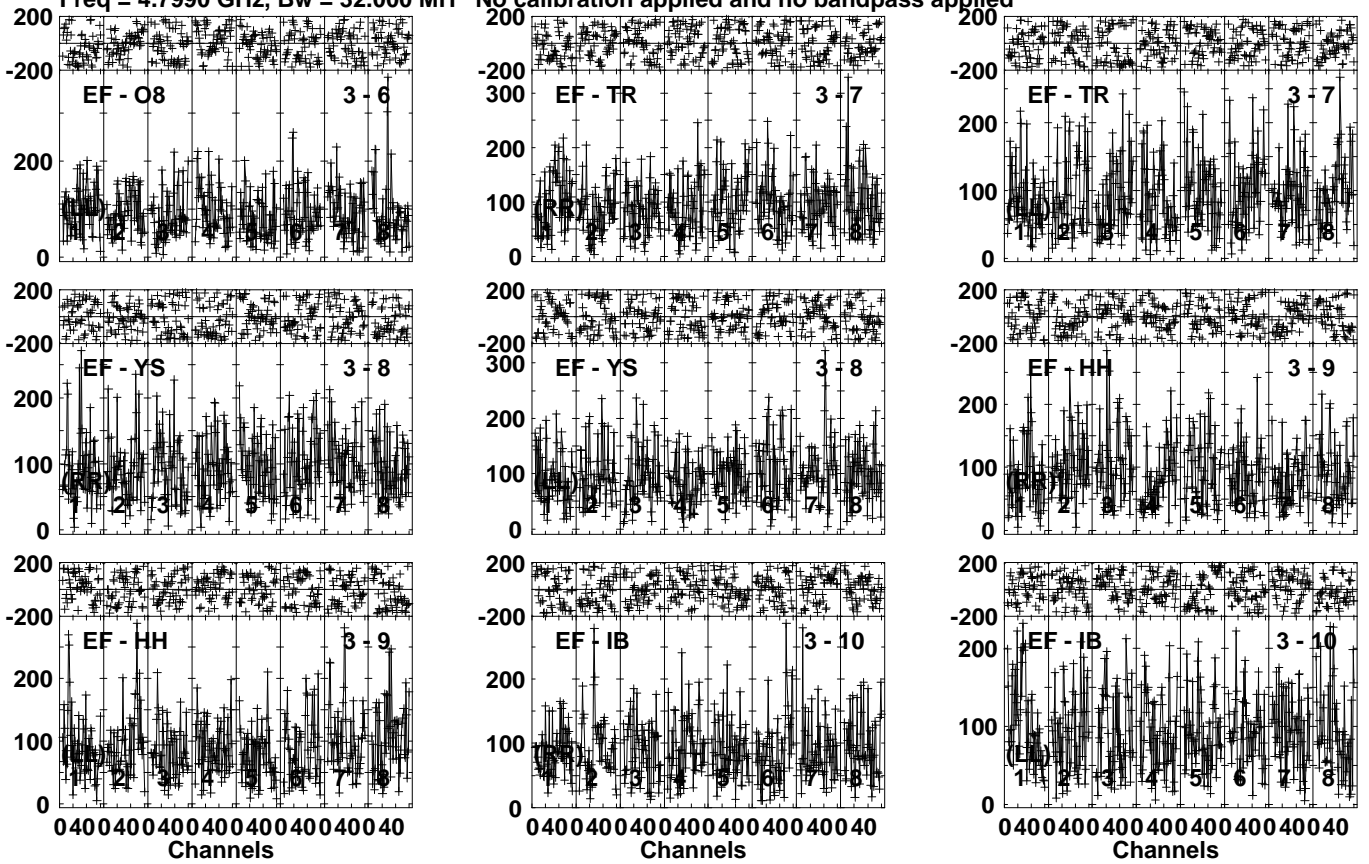 Freq = 4.7990 GHz, Bw = 32.000 MH No calibration applied and no bandpass applied
200 200 200
-200 -200 -200
EF - O8 3 - 6 300 EF - TR 3 - 7 EF - TR 3 - 7
200 200 200
100 100
(LL) (RR) (LL)
1 2 3 4 5 6 7 8 1 2 3 4 5 6 7 8 1 2 3 4 5 6 7 8
0 0 0
200 200 200
-200 -200 -200
EF - YS 3 - 8 300 EF - YS 3 - 8 EF - HH 3 - 9
200 200 200
100 100 100
(RR) (LL) (RR)
1 2 3 4 5 6 7 8 1 2 3 4 5 6 7 8 1 2 3 4 5 6 7 8
0 0 0
200 200 200
-200 -200 -200
EF - HH 3 - 9 EF - IB 3 - 10 EF - IB 3 - 10
200 200 200
100 100 100
(LL) (RR) (LL)
1 2 3 4 5 6 7 8 1 2 3 4 5 6 7 8 1 2 3 4 5 6 7 8
0 0 0
0 40 0 40 0 40 0 40 0 40 0 40 0 40 0 40 0 40 0 40 0 40 0 40 0 40 0 40 0 40 0 40 0 40 0 40 0 40 0 40 0 40 0 40 0 40 0 40
Channels Channels Channels